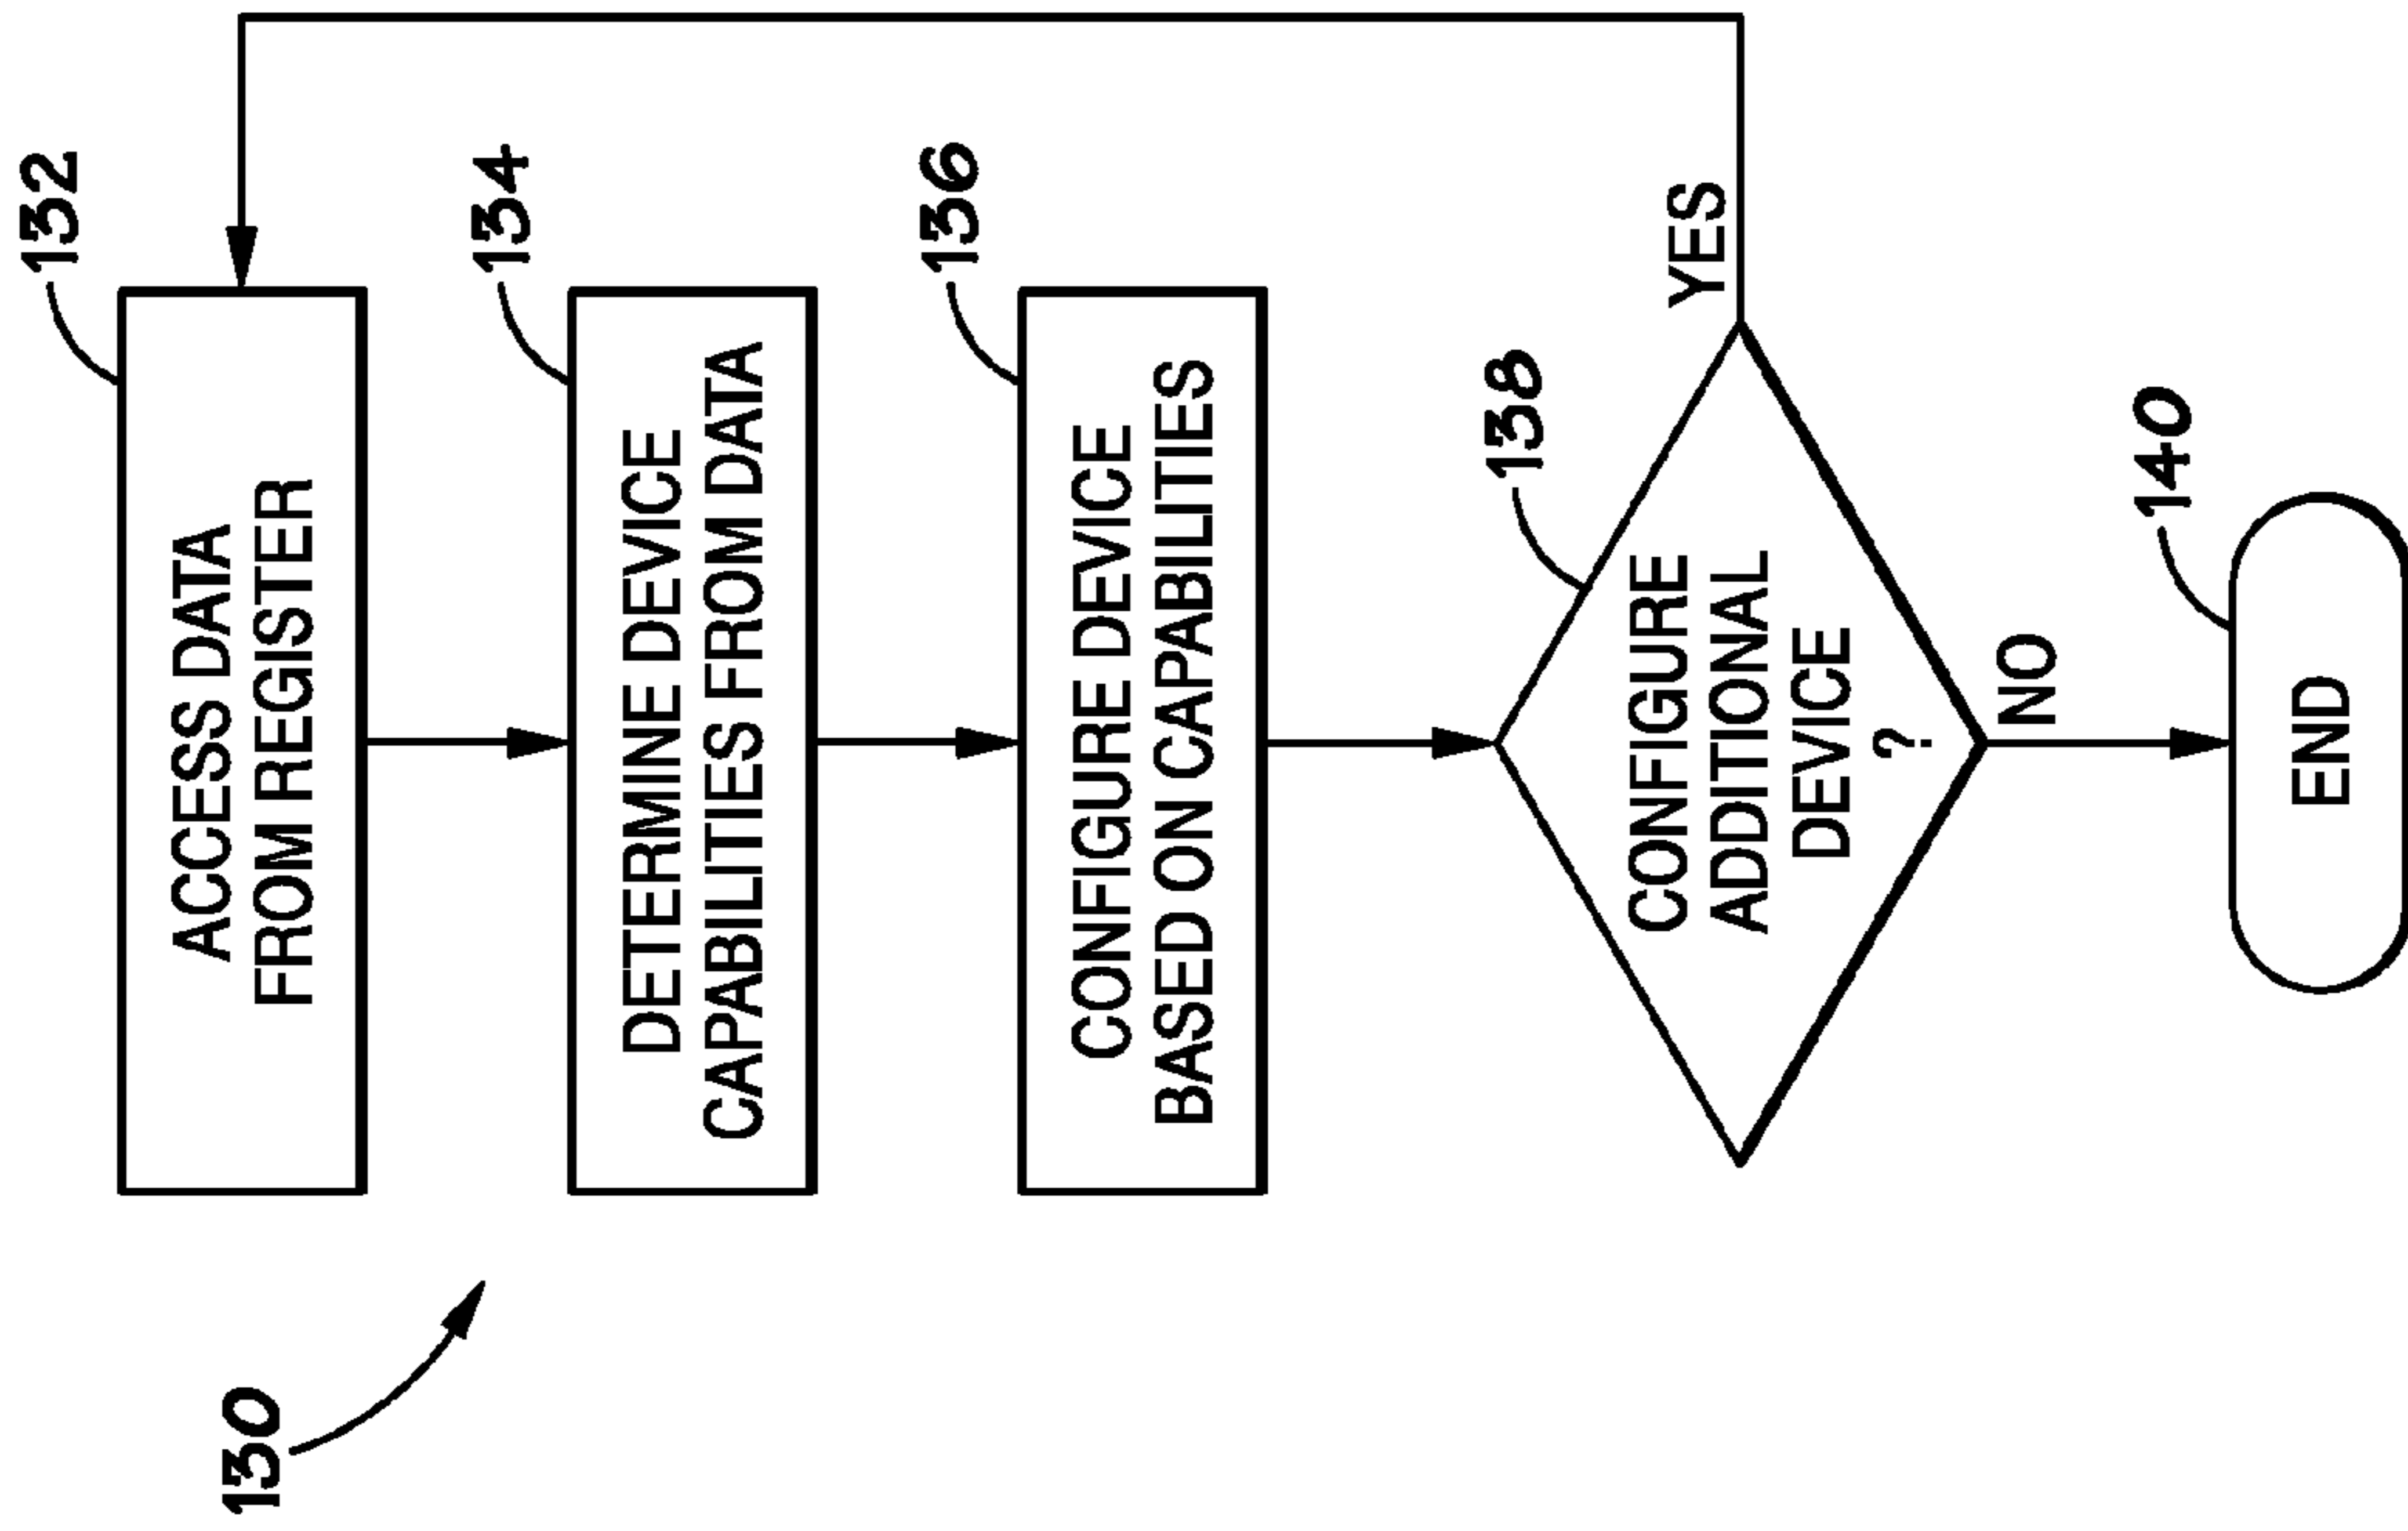 130
132
ACCESS DATA
FROM REGISTER
134
DETERMINE DEVICE
CAPABILITIES FROM DATA
136
CONFIGURE DEVICE
BASED ON CAPABILITIES
138
CONFIGURE
ADDITIONAL
DEVICE
?
YES
NO
140
END